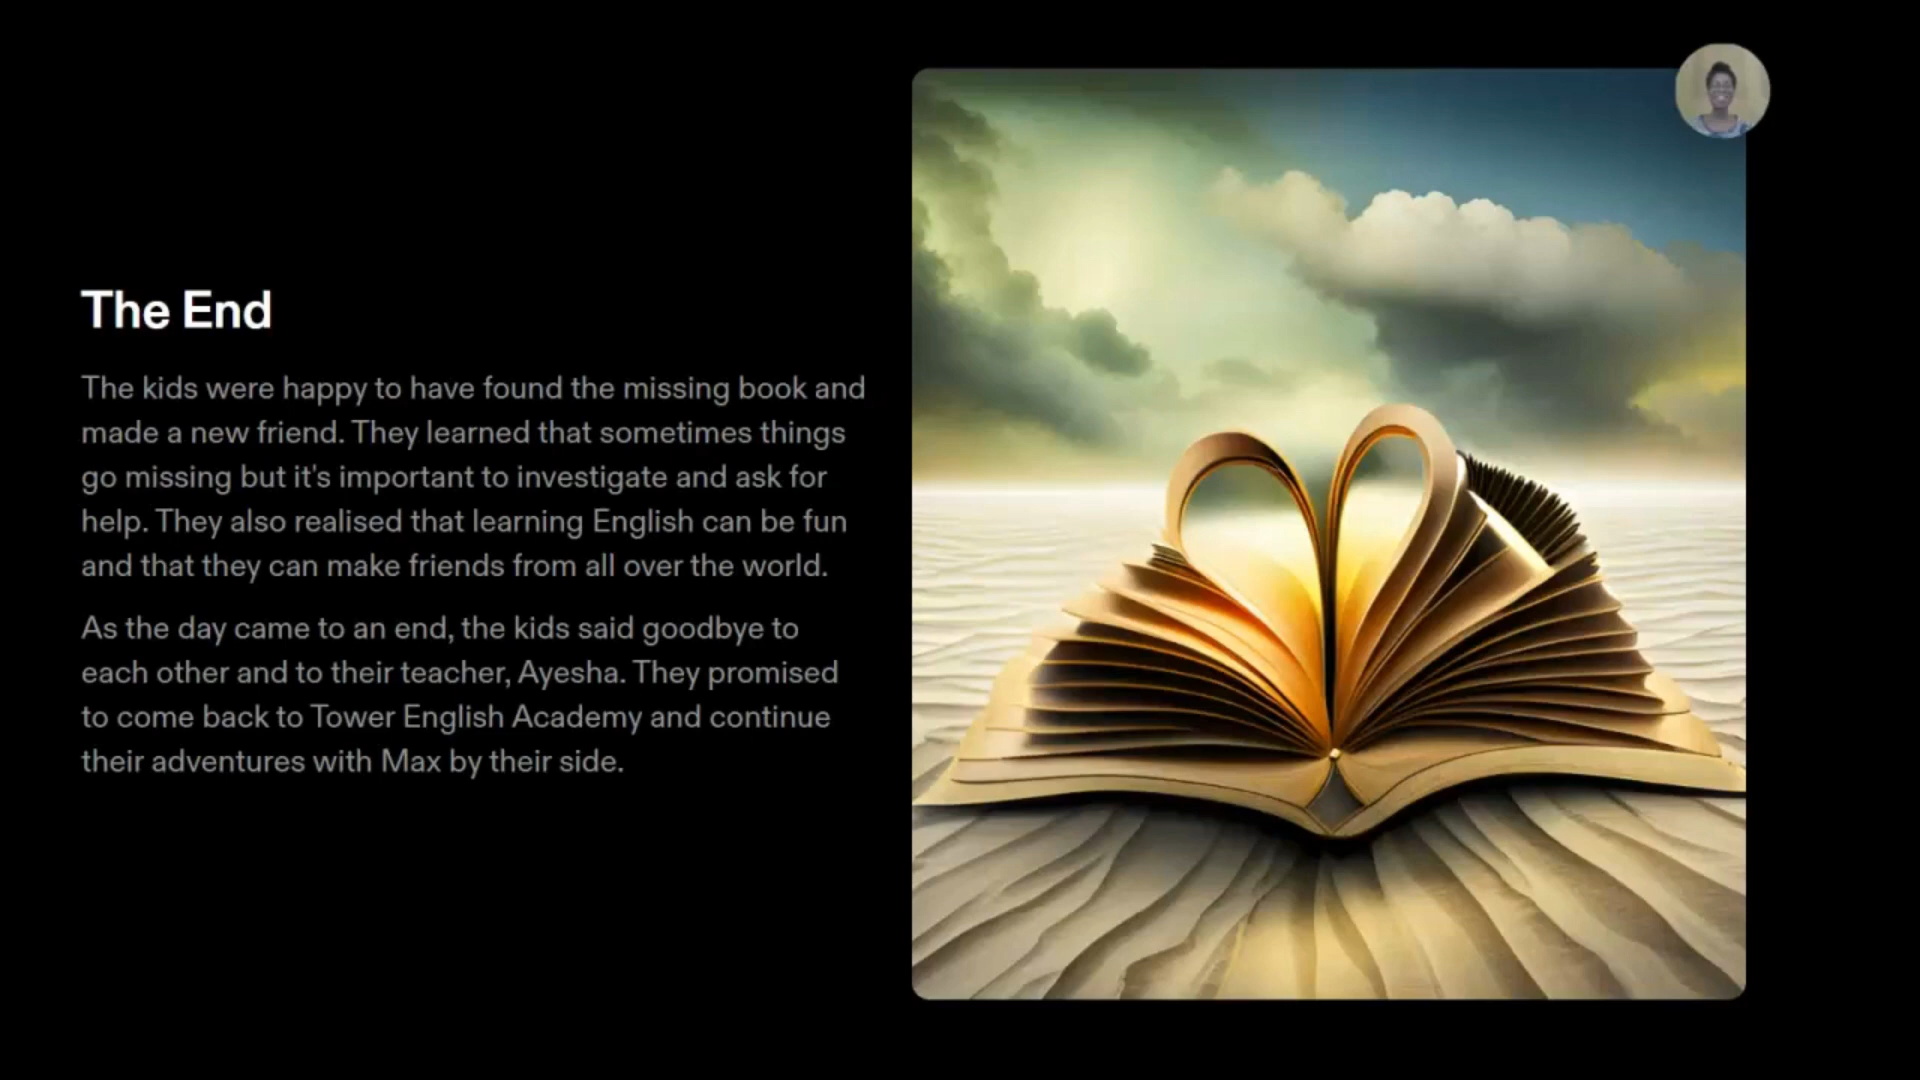 The End
The kids were happy to have found the missing book and
made a new friend. They learned that sometimes things
go missing but it's important to investigate and ask for
help. They also realised that learning English can be fun
and that they can make friends from all over the world.
As the day came to an end, the kids said goodbye to
each other and to their teacher, Ayesha. They promised
to come back to Tower English Academy and continue
their adventures with Max by their side.